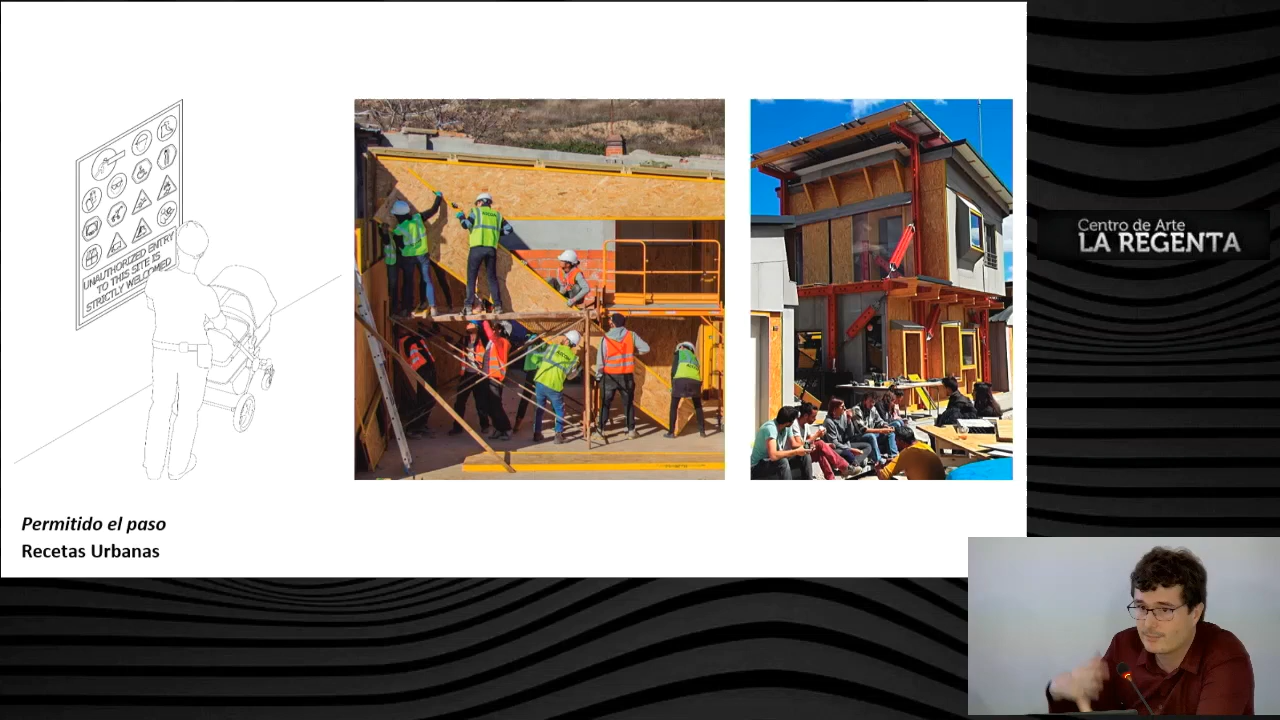 UNAUTHORIZED ENTRY
TO THIS SITE IS
STRICTLY WELCOMED
Permitido el paso
Recetas Urbanas
Centro de Arte
LA REGENTA